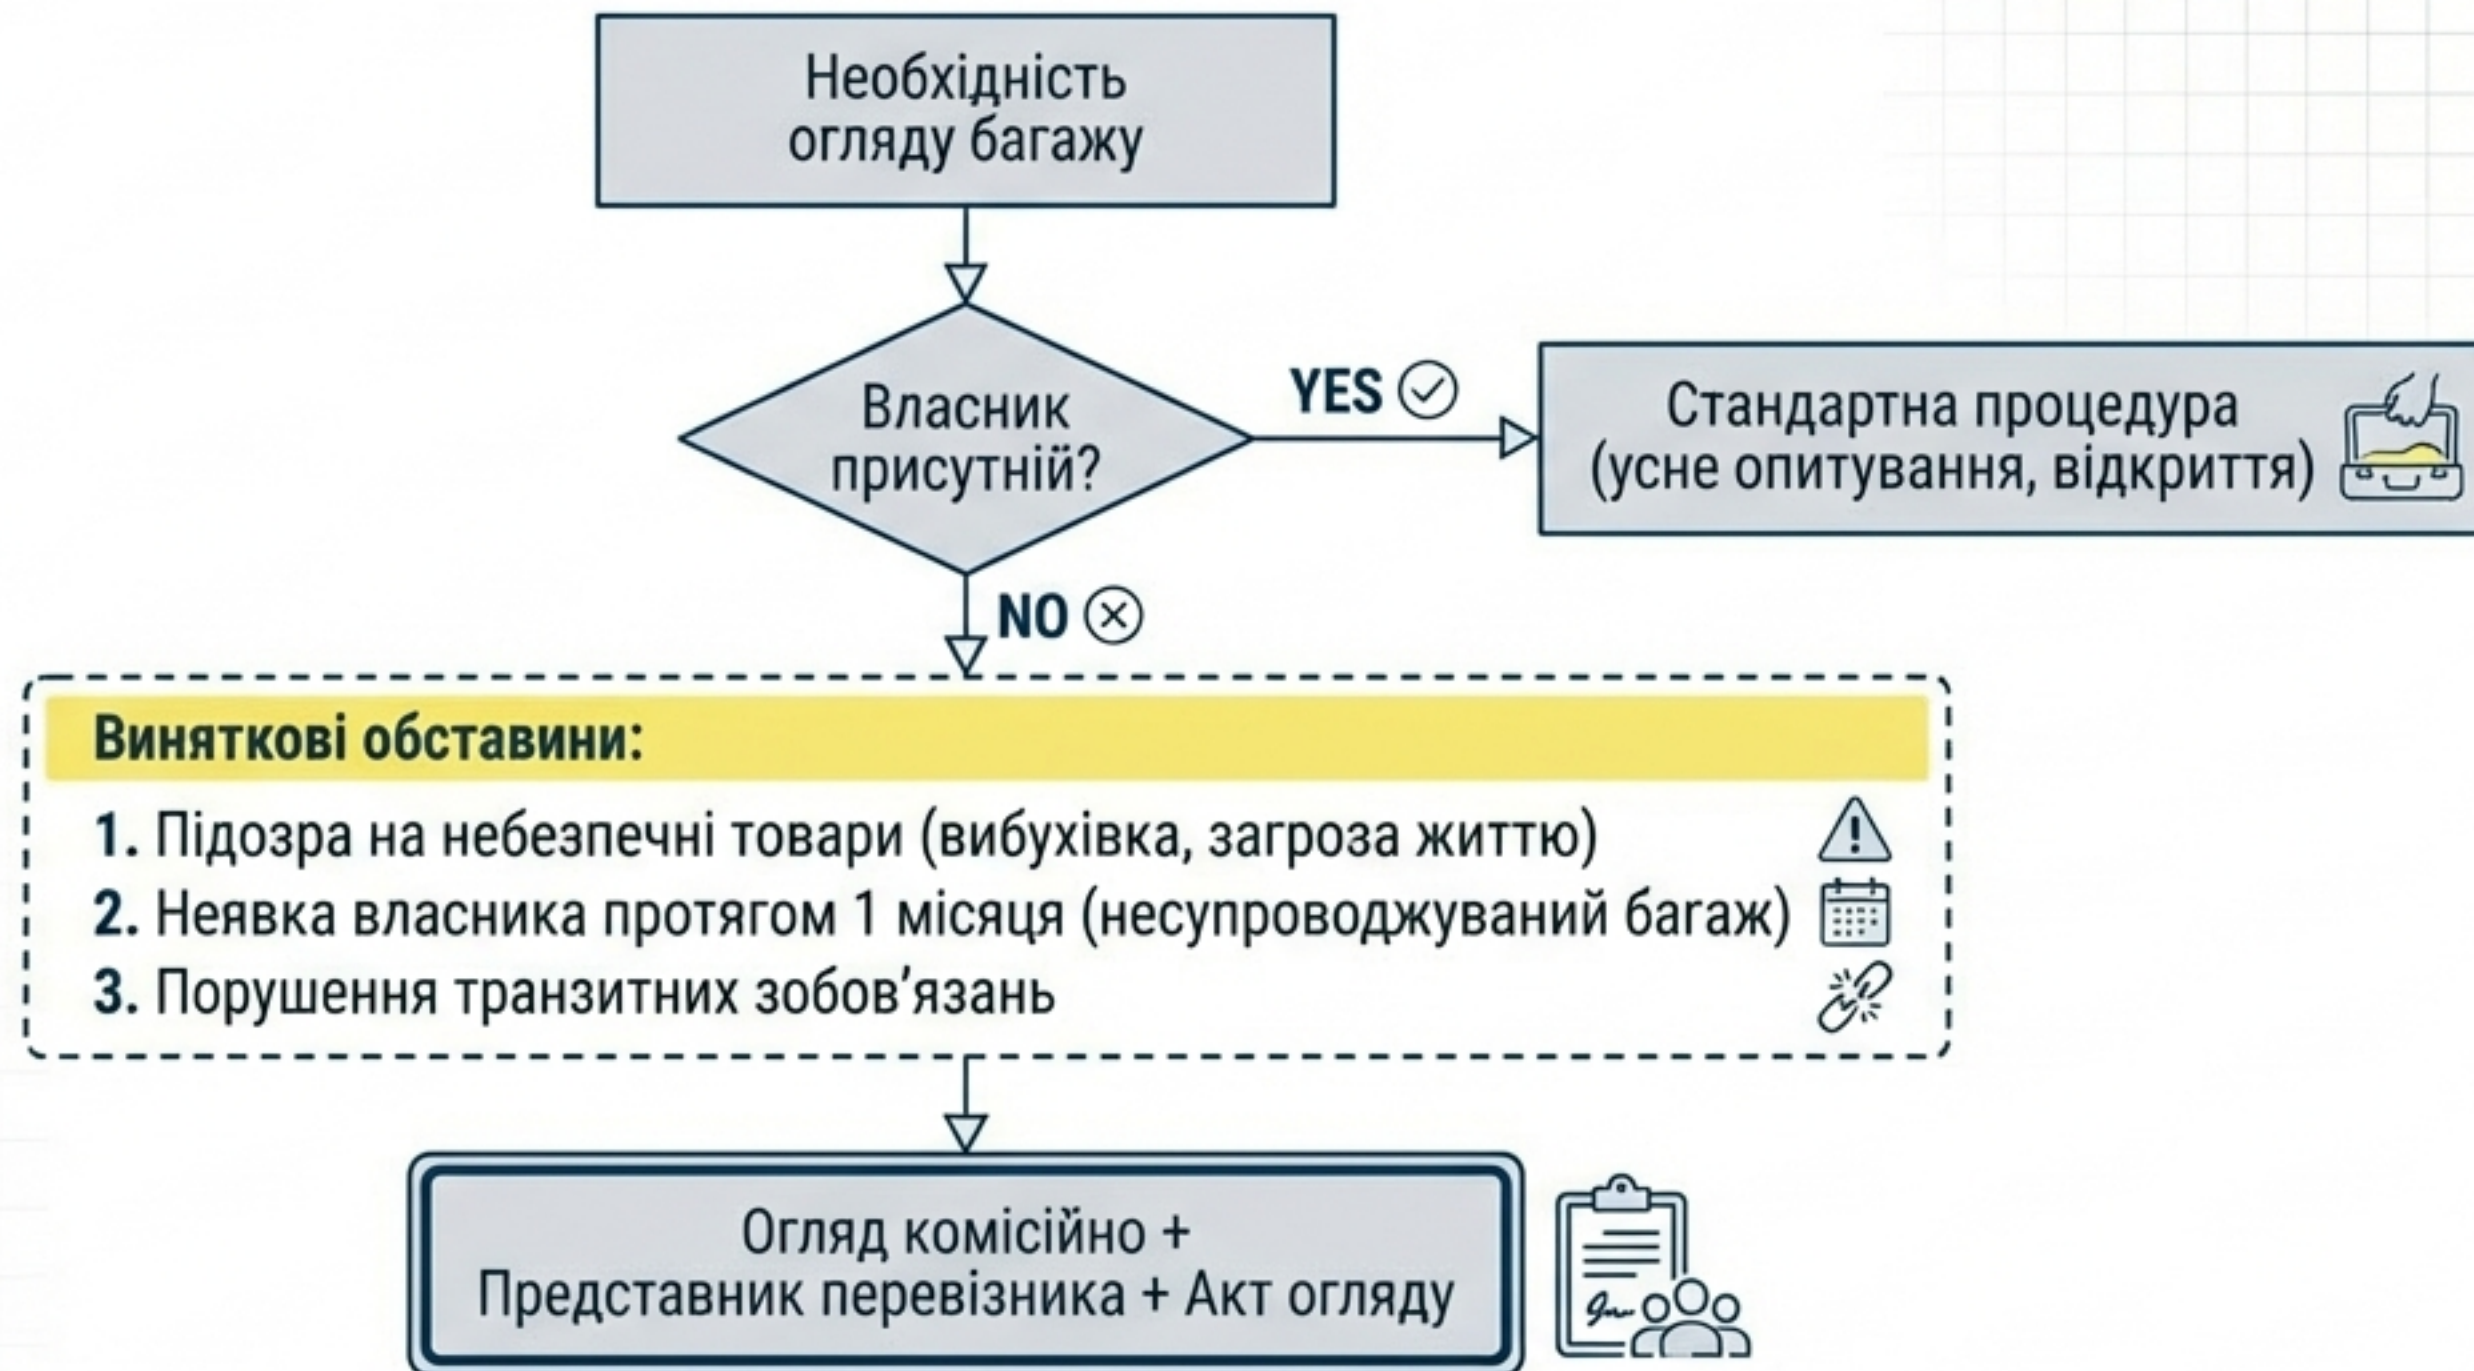 Необхідність
огляду багажу
Власник
присутній?
YES
Стандартна процедура
(усне опитування, відкриття)
NO
Виняткові обставини:
1. Підозра на небезпечні товари (вибухівка, загроза життю)
2. Неявка власника протягом 1 місяця (несупроводжуваний багаж)
3. Порушення транзитних зобов’язань
Огляд комісійно +
Представник перевізника + Акт огляду